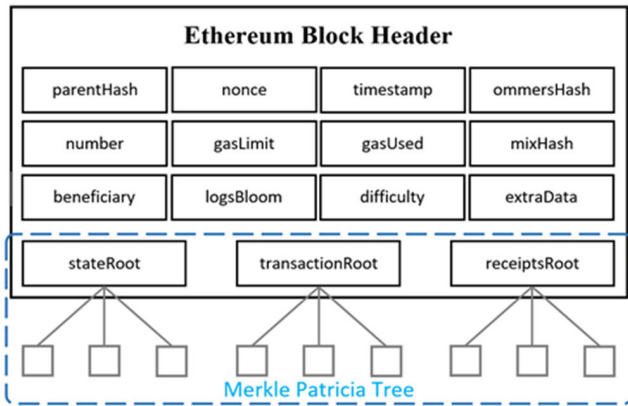 Ethereum Block Header
parentHash nonce timestamp ommersHash
number gasLimit gasUsed mixHash
beneficiary logsBloom difficulty extraData
stateRoot transactionRoot receiptsRoot
Merkle Patricia Tree